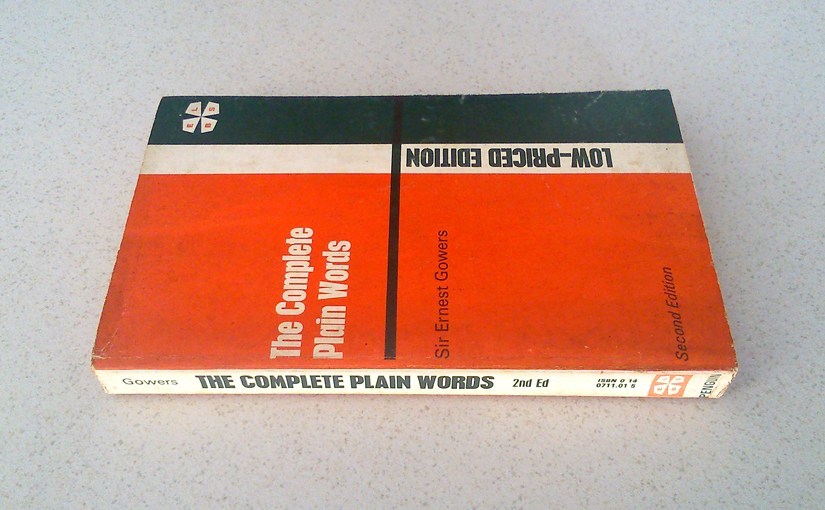 E L
B S
LOW-PRICED EDITION
The Complete
Plain Words
Sir Ernest Gowers
Second Edition
Gowers THE COMPLETE PLAIN WORDS 2nd Ed
ISBN 0 14
0711.01 5
PENGUIN